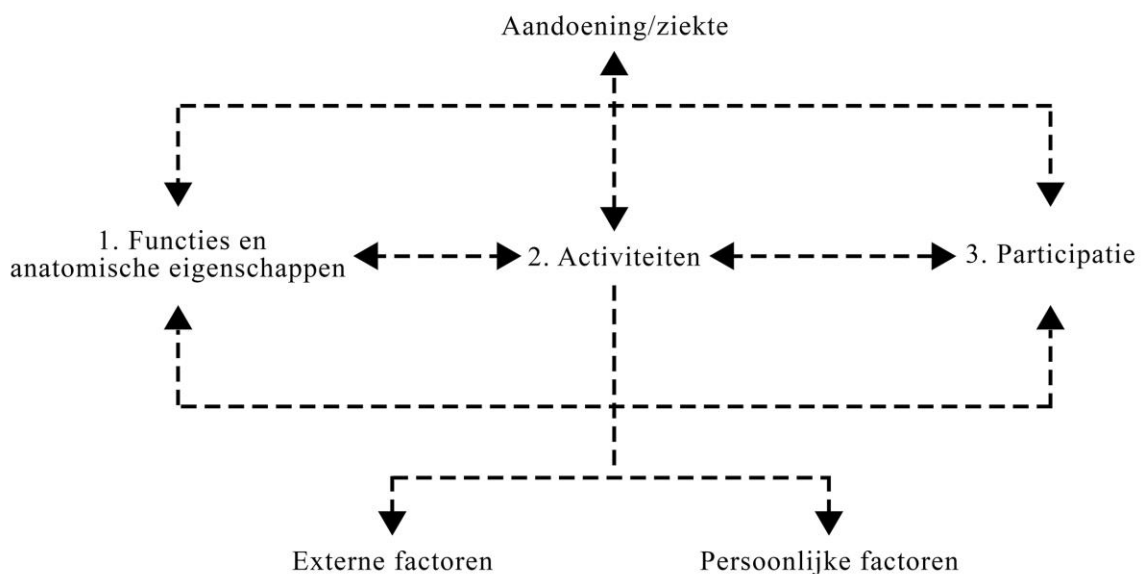 Aandoening/ziekte
1. Functies en
anatomische eigenschappen
2. Activiteiten
3. Participatie
Externe factoren
Persoonlijke factoren